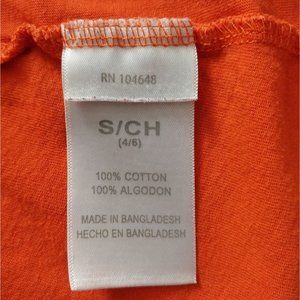 RN 104648
S/CH
(4/6)
100% COTTON
100% ALGODON
MADE IN BANGLADESH
HECHO EN BANGLADESH